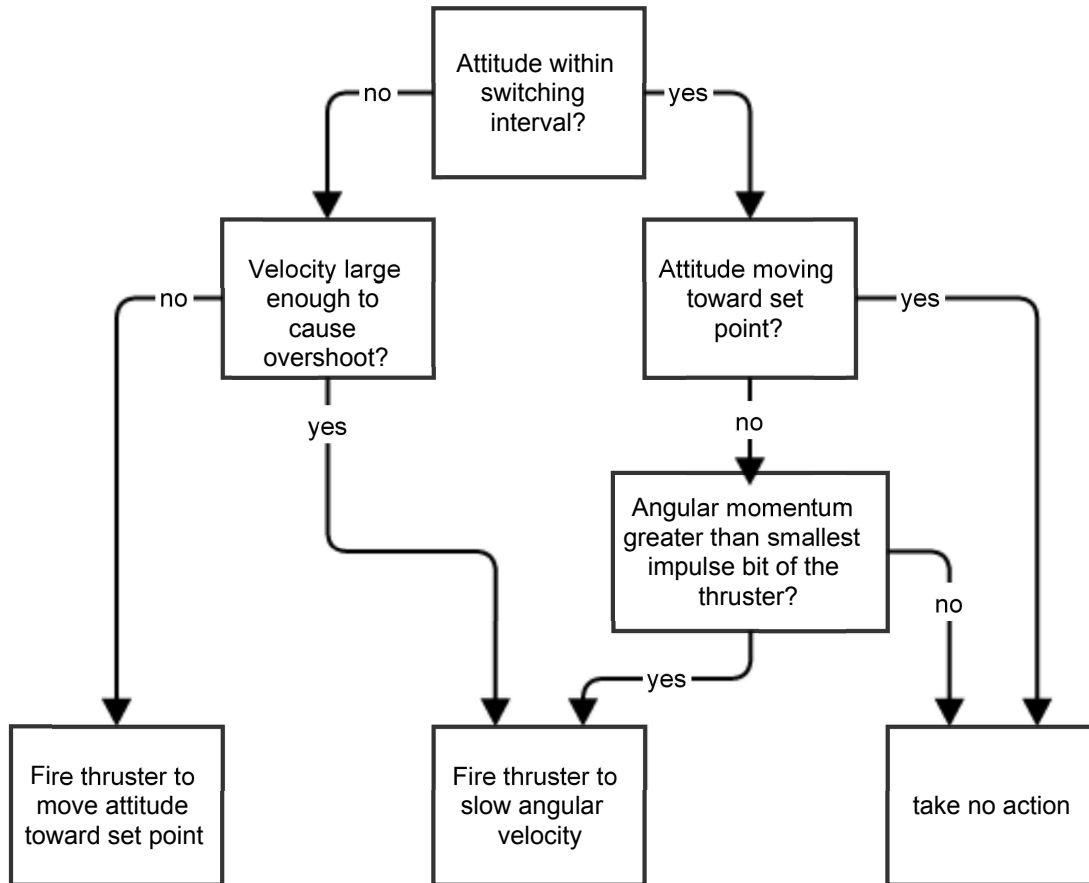 Attitude within
switching
interval?
no
yes
Velocity large
enough to
cause
overshoot?
Attitude moving
toward set
point?
no
yes
yes
no
Angular momentum
greater than smallest
impulse bit of the
thruster?
no
yes
Fire thruster to
move attitude
toward set point
Fire thruster to
slow angular
velocity
take no action